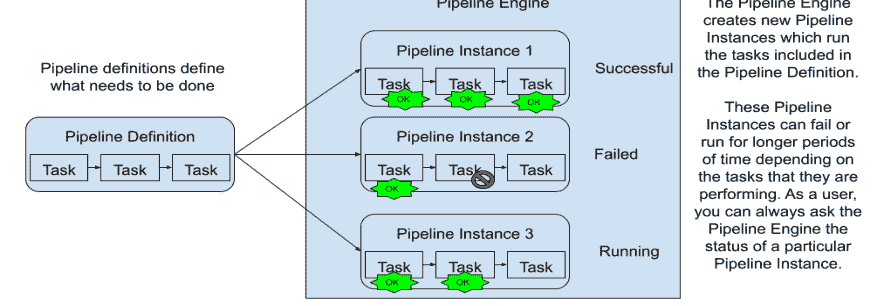 Pipeline Engine
Pipeline definitions define
what needs to be done
Pipeline Definition
Task Task Task
Pipeline Instance 1
Task Task Task
OK OK OK
Successful
Pipeline Instance 2
Task Task Task
OK
Failed
Pipeline Instance 3
Task Task Task
OK OK
Running
The Pipeline Engine
creates new Pipeline
Instances which run
the tasks included in
the Pipeline Definition.
These Pipeline
Instances can fail or
run for longer periods
of time depending on
the tasks that they are
performing. As a user,
you can always ask the
Pipeline Engine the
status of a particular
Pipeline Instance.